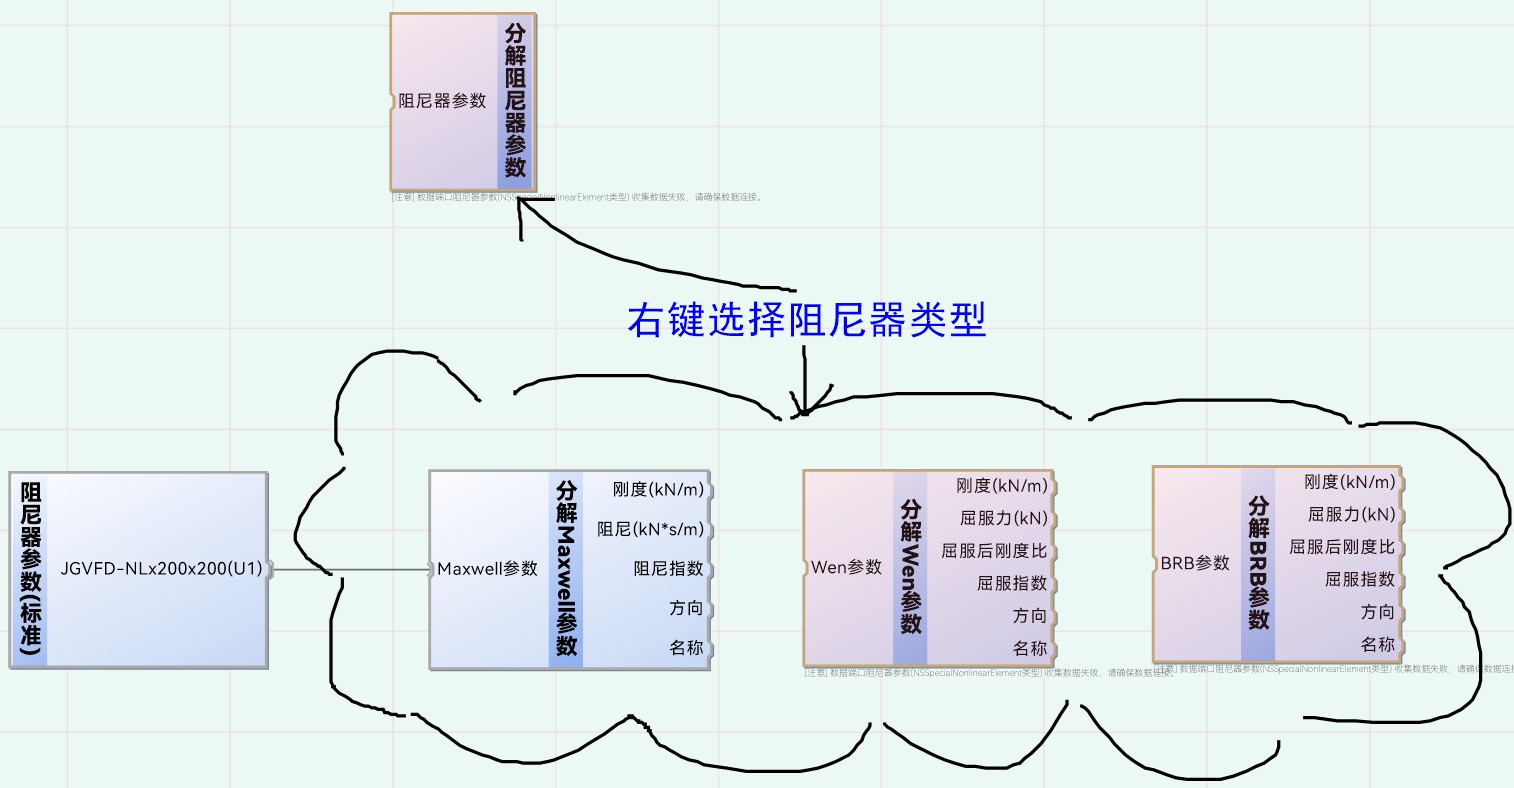 阻尼器参数
分解阻尼器参数
[注意] 数据端口阻尼器参数(NSSpecialNonlinearElement类型) 收集数据失败，请确保数据连接。
右键选择阻尼器类型
阻尼器参数(标准)
JGVFD-NLx200x200(U1)
Maxwell参数
分解Maxwell参数
刚度(kN/m)
阻尼(kN*s/m)
阻尼指数
方向
名称
Wen参数
分解Wen参数
刚度(kN/m)
屈服力(kN)
屈服后刚度比
屈服指数
方向
名称
[注意] 数据端口阻尼器参数(NSSpecialNonlinearElement类型) 收集数据失败，请确保数据连接。
BRB参数
分解BRB参数
刚度(kN/m)
屈服力(kN)
屈服后刚度比
屈服指数
方向
名称
[注意] 数据端口阻尼器参数(NSSpecialNonlinearElement类型) 收集数据失败，请确保数据连接